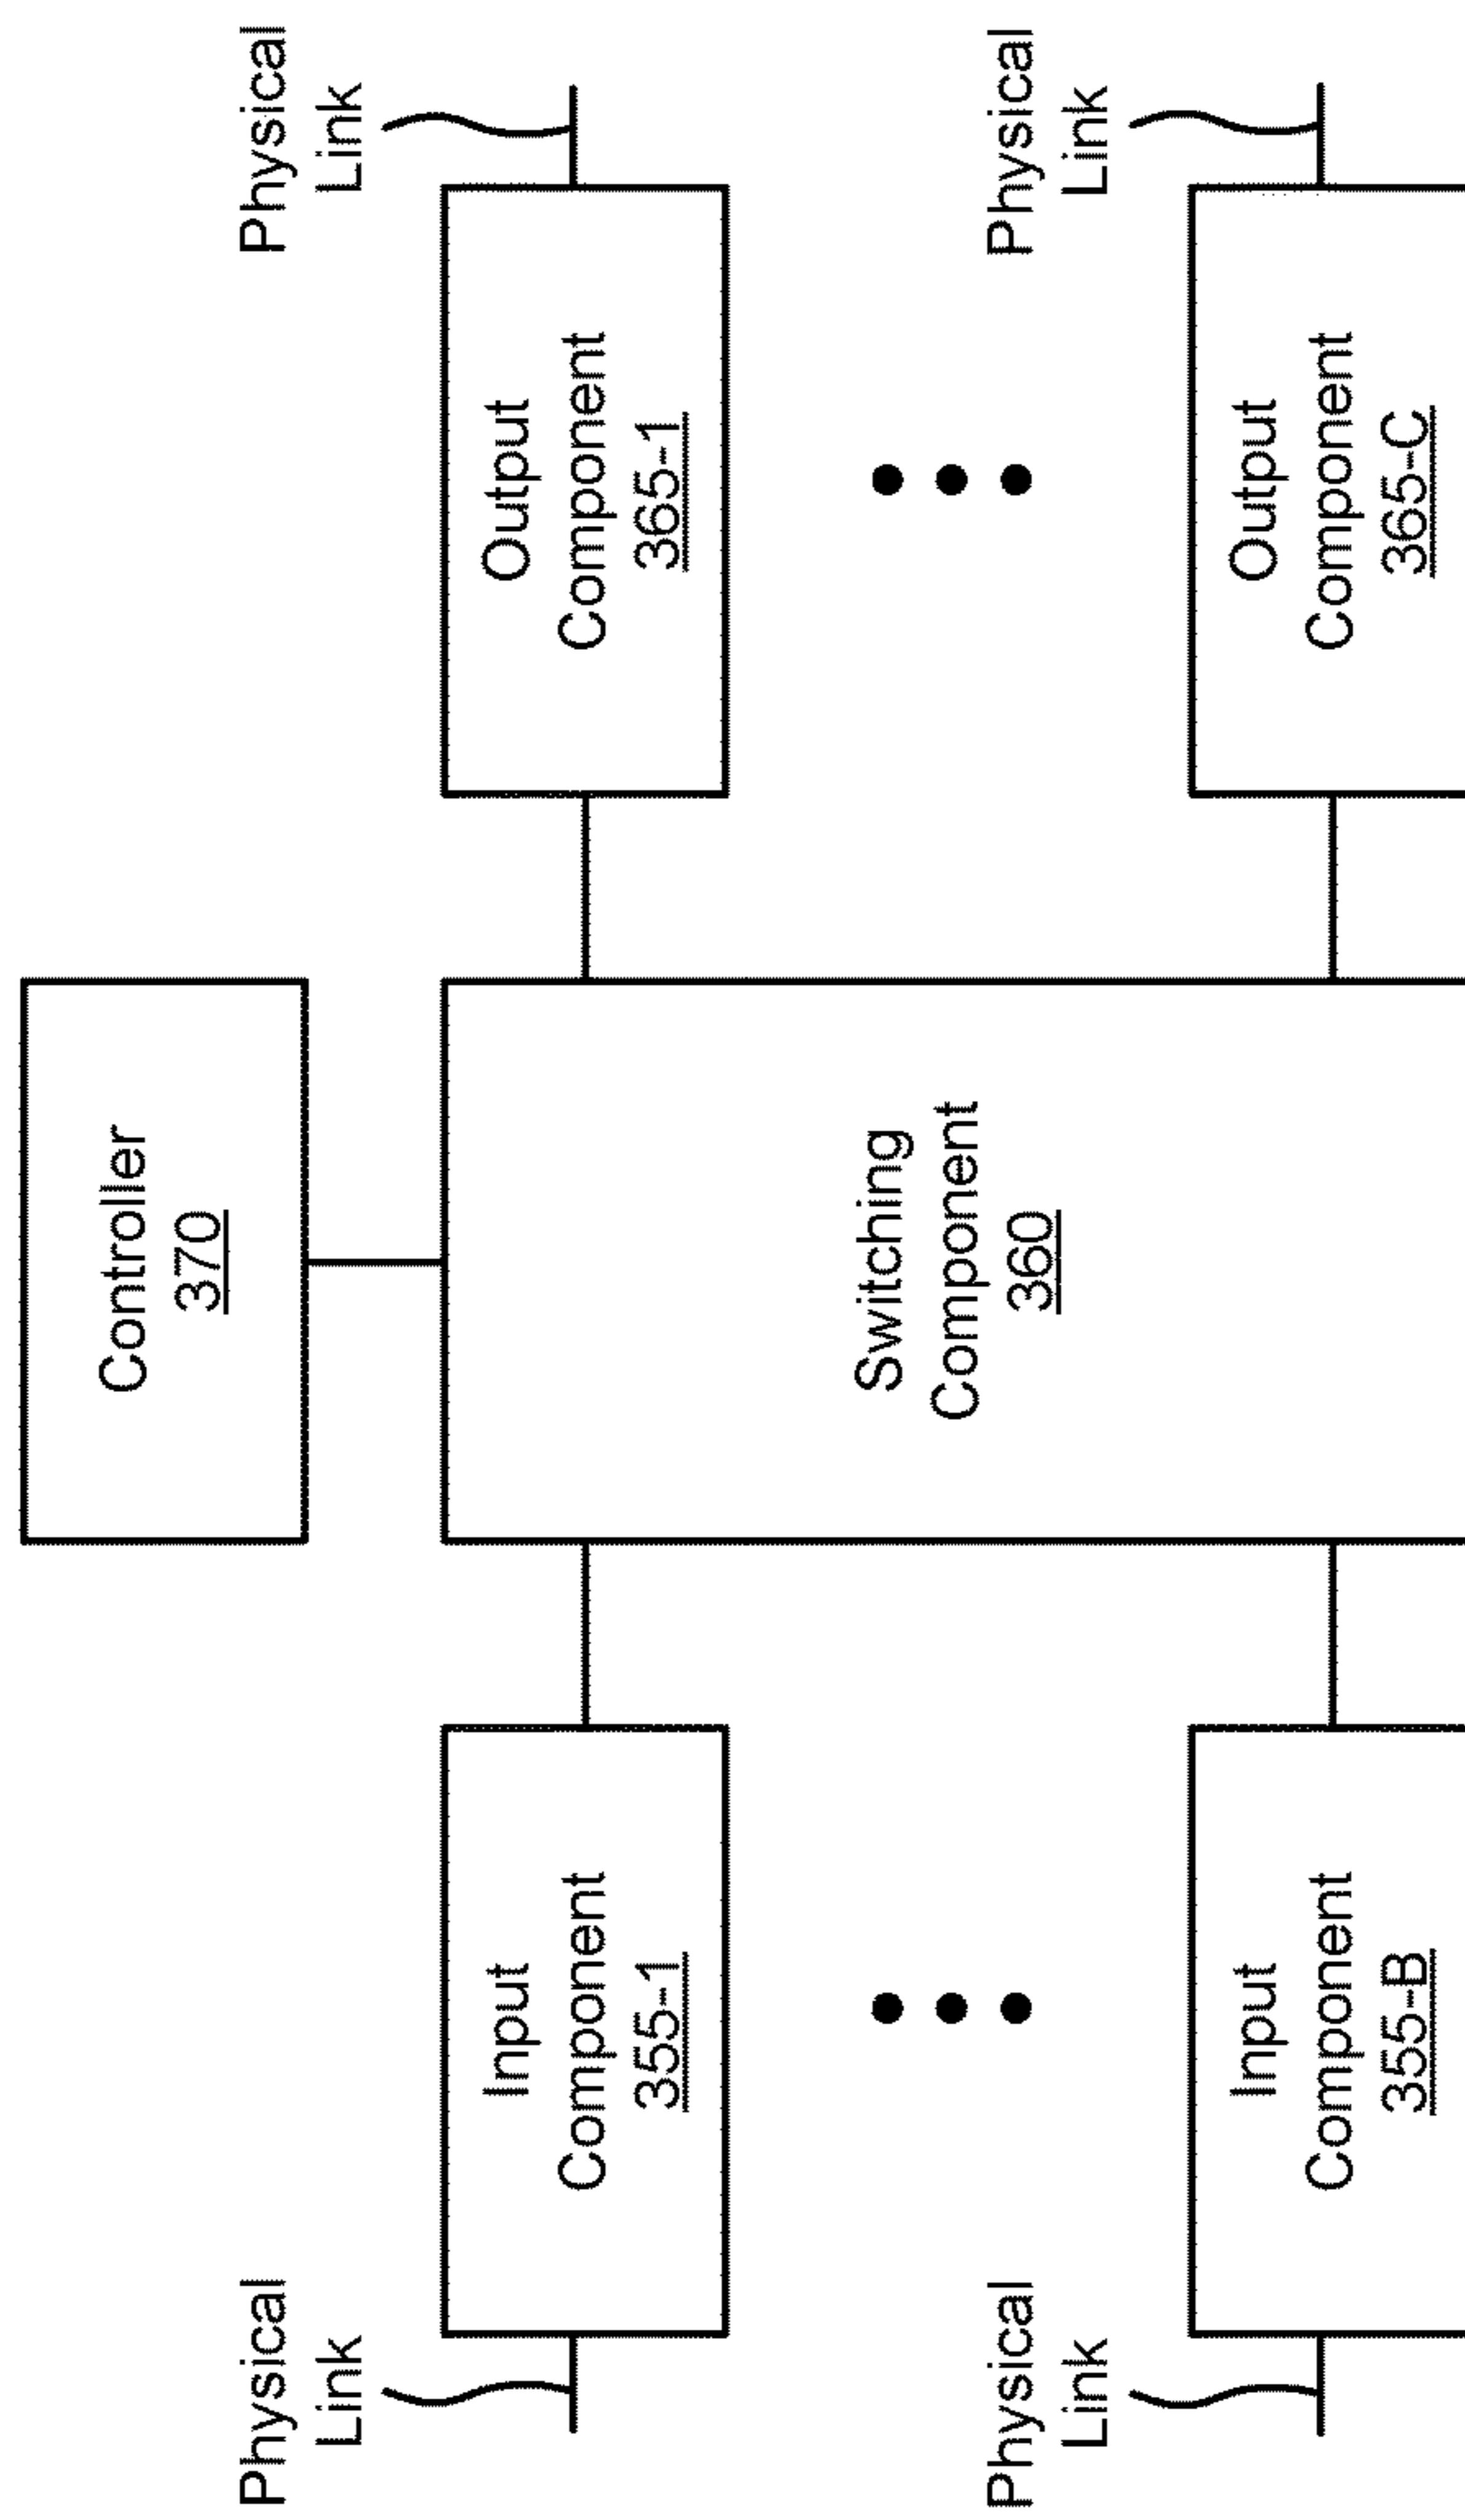 Controller
370
Physical
Link
Input
Component
355-1
Switching
Component
360
Output
Component
365-1
Physical
Link
Physical
Link
Input
Component
355-B
Output
Component
365-C
Physical
Link